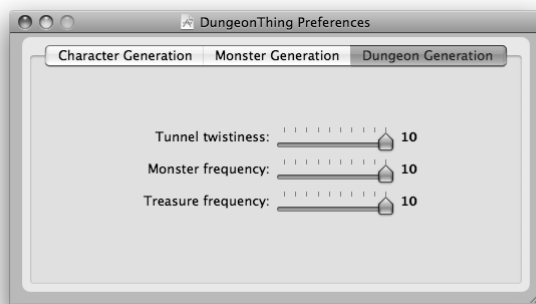 DungeonThing Preferences
Character Generation Monster Generation Dungeon Generation
Tunnel twistiness: 10
Monster frequency: 10
Treasure frequency: 10